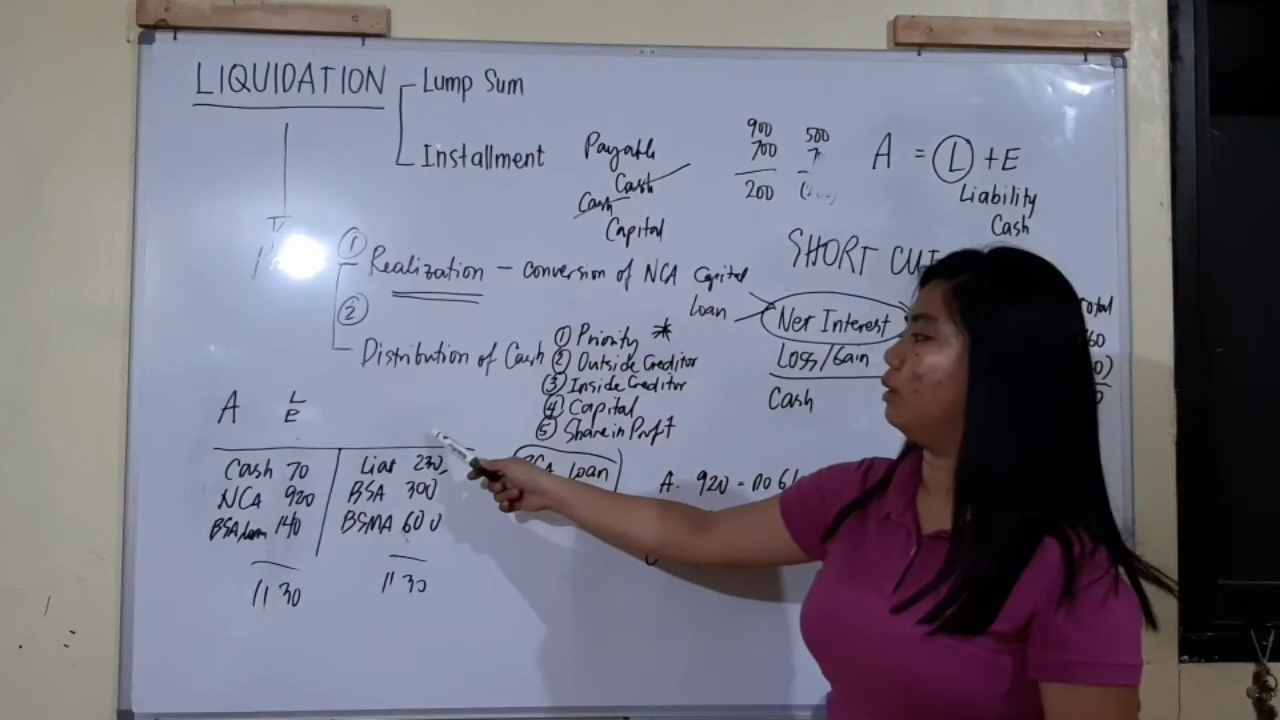 LIQUIDATION
Lump Sum
Installment
Payable
Cash
Cash
Capital
900
700
200
500
7
A = L + E
Liability
Cash
① Realization - conversion of NCA
②
Distribution of Cash
① Priority *
② Outside Creditor
③ Inside Creditor
④ Capital
⑤ Share in Profit
SHORT CU
Capital
Loan
Net Interest
Loss/Gain
Cash
A
L
E
Cash 70
NCA 920
BSA loan 140
1130
Liab 230
BSA 300
BSMA 600
1130
Loan
A. 920 -